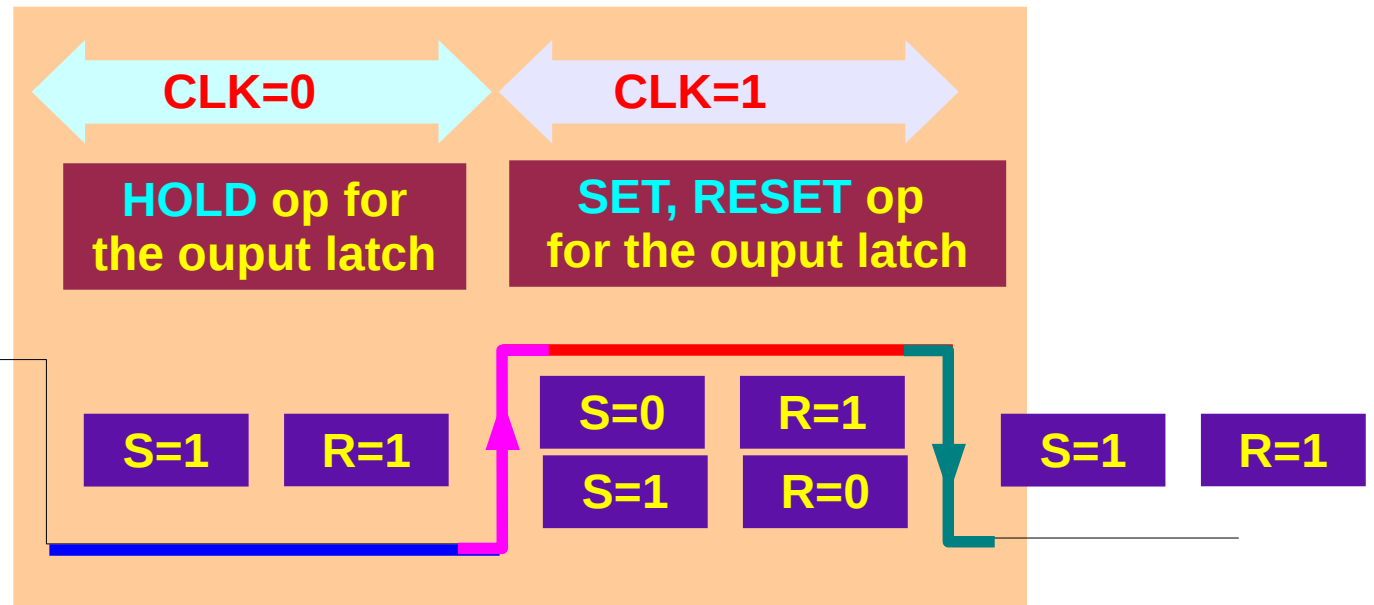 CLK=0
CLK=1
HOLD op for
the ouput latch
SET, RESET op
for the ouput latch
S=1
R=1
S=0
R=1
S=1
R=0
S=1
R=1